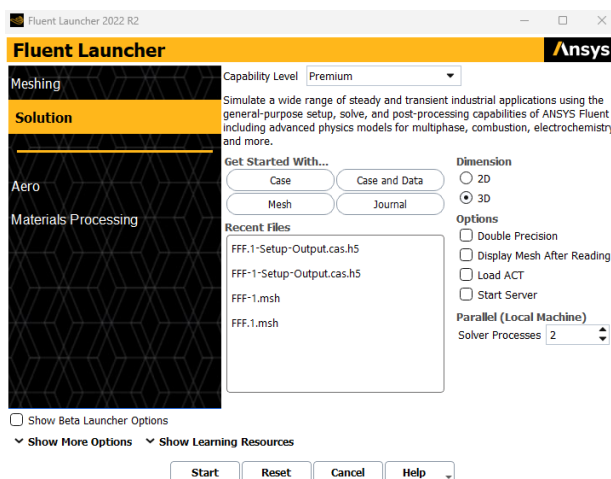 Fluent Launcher 2022 R2
Fluent Launcher
Ansys
Meshing
Solution
Aero
Materials Processing
Capability Level Premium
Simulate a wide range of steady and transient industrial applications using the
general-purpose setup, solve, and post-processing capabilities of ANSYS Fluent
including advanced physics models for multiphase, combustion, electrochemistry
and more.
Get Started With...
Case
Case and Data
Mesh
Journal
Recent Files
FFF.1-Setup-Output.cas.h5
FFF-1-Setup-Output.cas.h5
FFF-1.msh
FFF.1.msh
Dimension
2D
3D
Options
Double Precision
Display Mesh After Reading
Load ACT
Start Server
Parallel (Local Machine)
Solver Processes 2
Show Beta Launcher Options
Show More Options Show Learning Resources
Start Reset Cancel Help